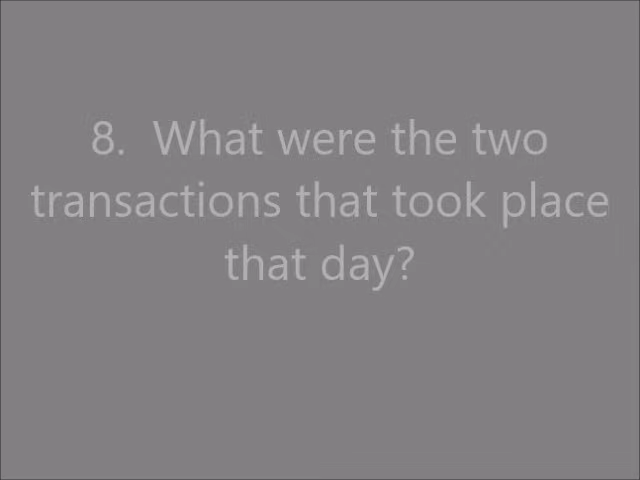 8.  What were the two
transactions that took place
that day?